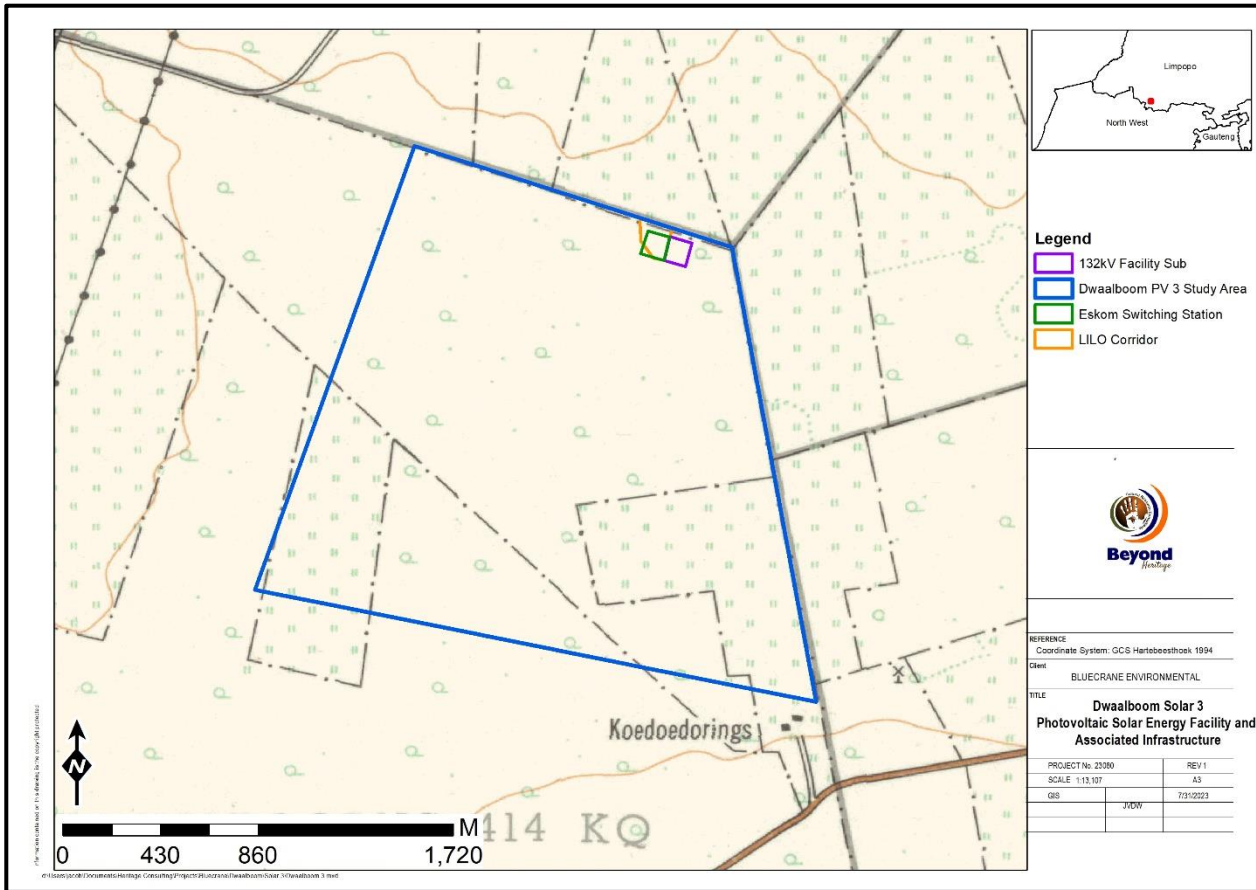 Limpopo
North West
Gauteng
Legend
132kV Facility Sub
Dwaalboom PV 3 Study Area
Eskom Switching Station
LILO Corridor
Beyond
Heritage
REFERENCE
Coordinate System: GCS Hartebeesthoek 1994
Client
BLUECRANE ENVIRONMENTAL
TITLE
Dwaalboom Solar 3
Photovoltaic Solar Energy Facility and
Associated Infrastructure
PROJECT No. 23080
REV 1
SCALE 1:13,107
A3
GIS
JVDW
7/31/2023
Koedoedorings
414 KQ
N
M
0 430 860 1,720